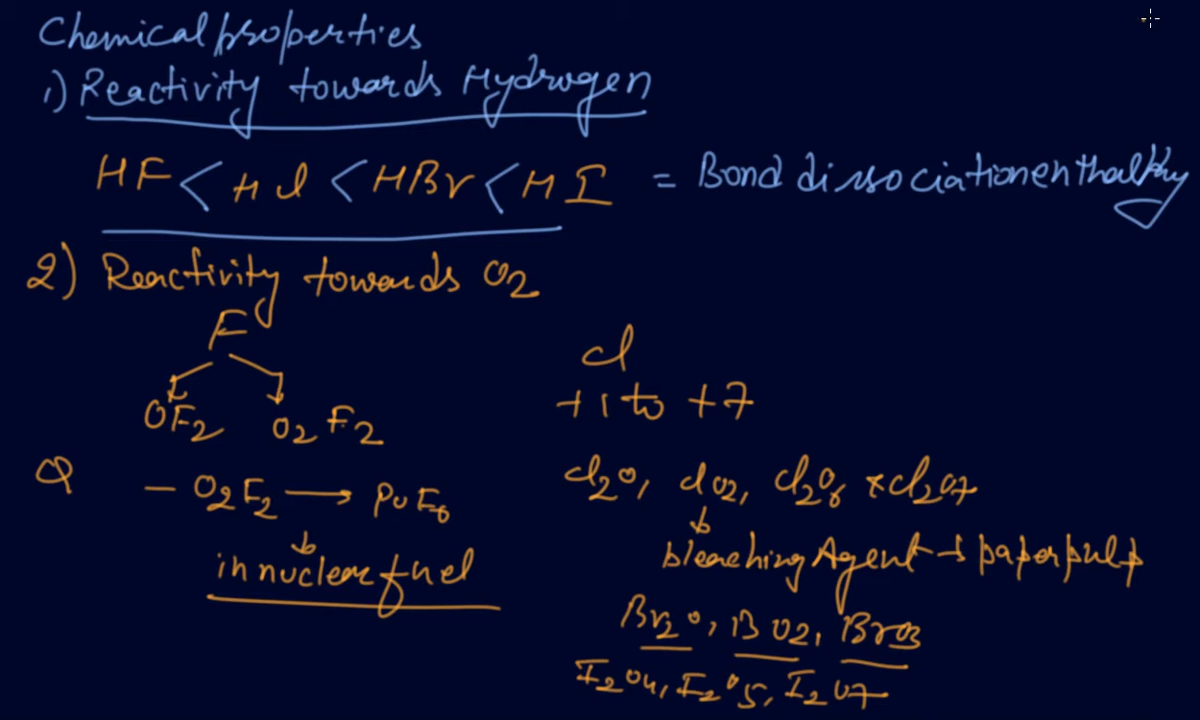 Chemical properties
1) Reactivity towards Hydrogen
HF < HCl < HBr < HI = Bond dissociation enthalphy
2) Reactivity towards O2
F
OF2 O2F2
Cl
+1 to +7
Q - O2F2 → PuF6
in nuclear fuel
Cl2O, ClO2, Cl2O6 & Cl2O7
bleaching Agent → paper pulp
Br2O, BO2, BrO3
I2O4, I2O5, I2O7